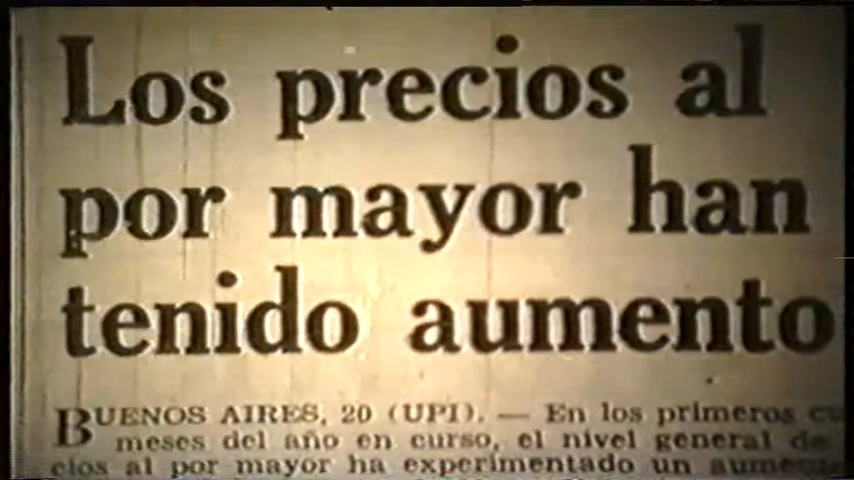 Los precios al
por mayor han
tenido aumento
BUENOS AIRES, 20 (UPI). — En los primeros
meses del año en curso, el nivel general de
cios al por mayor ha experimentado un